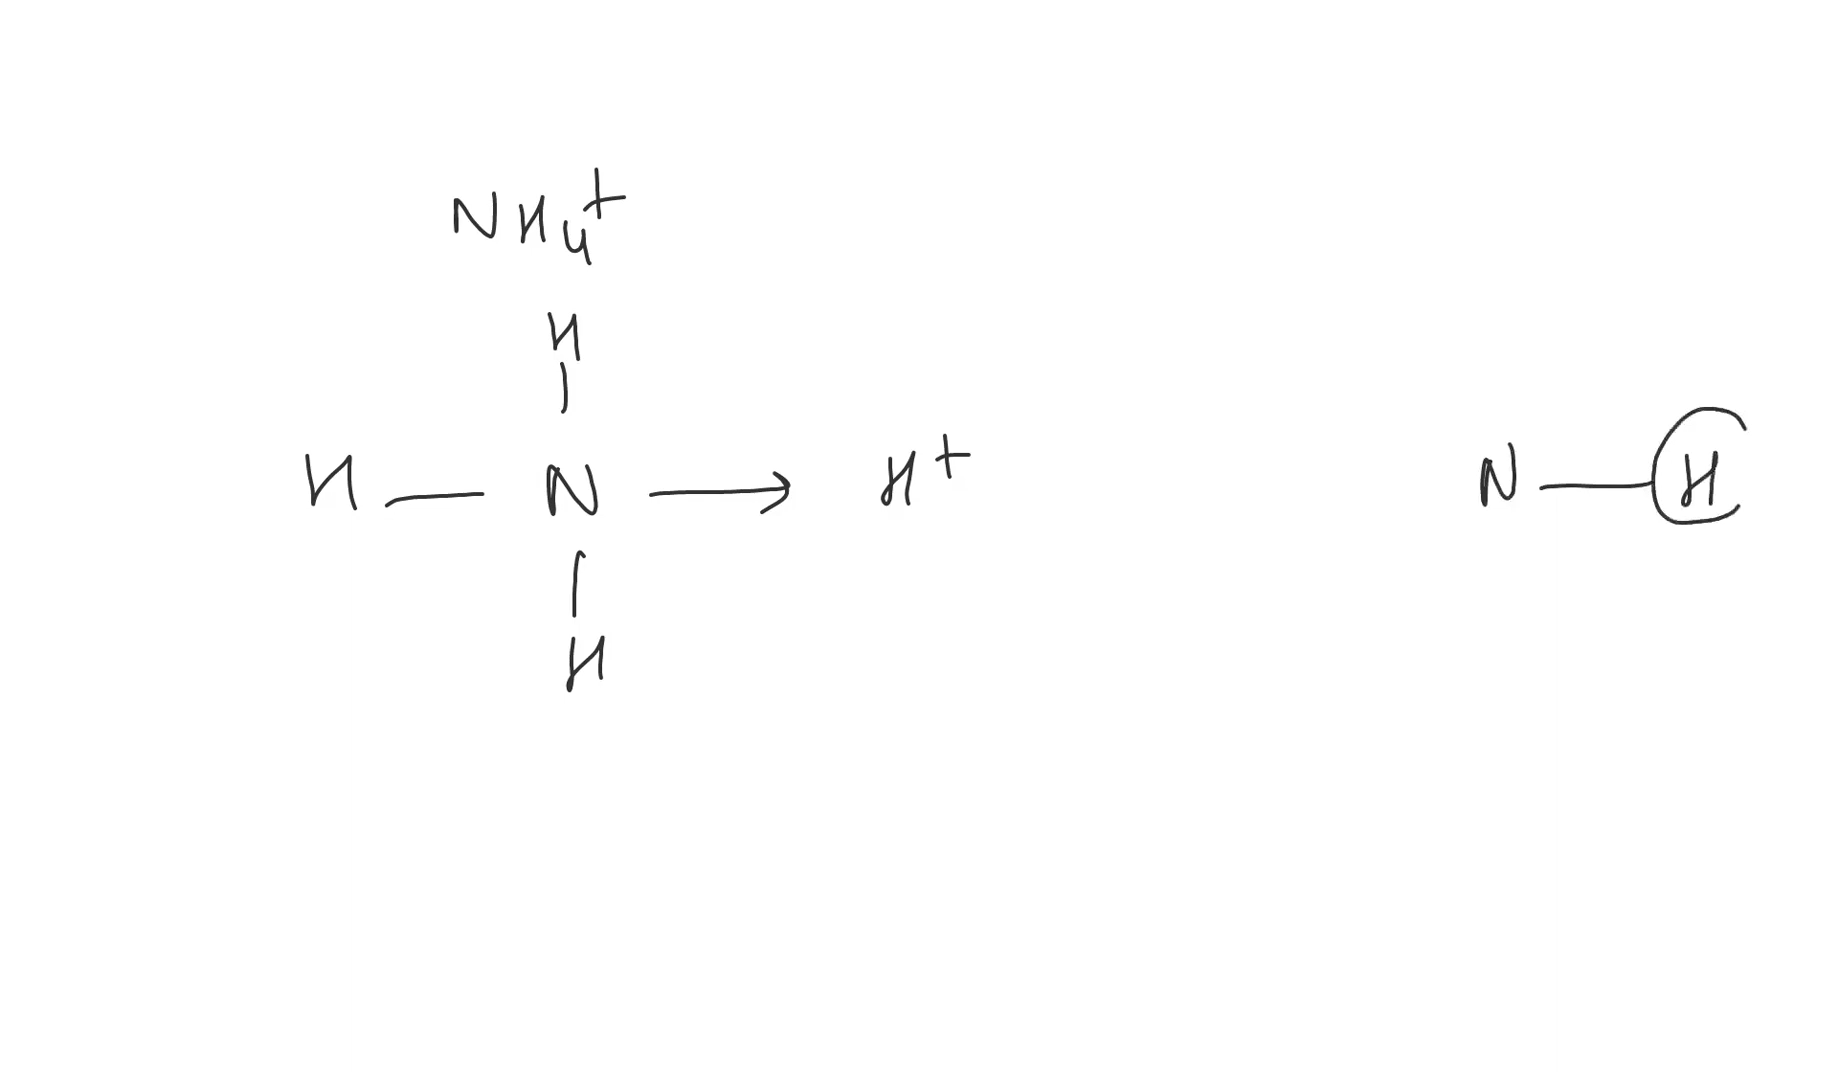 NH₄⁺
H
H — N ⟶ H⁺ N — H
H